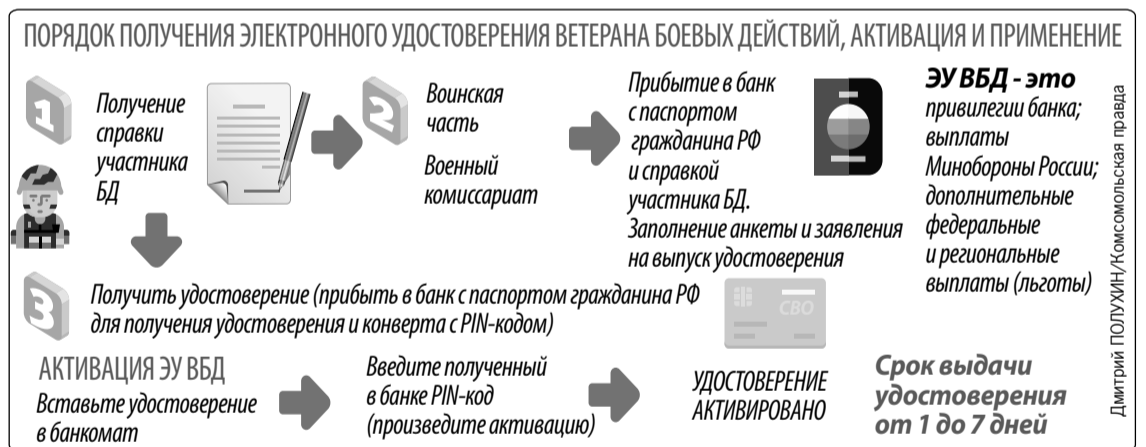 ПОРЯДОК ПОЛУЧЕНИЯ ЭЛЕКТРОННОГО УДОСТОВЕРЕНИЯ ВЕТЕРАНА БОЕВЫХ ДЕЙСТВИЙ, АКТИВАЦИЯ И ПРИМЕНЕНИЕ
1
Получение
справки
участника
БД
2
Воинская
часть
Военный
комиссариат
Прибытие в банк
с паспортом
гражданина РФ
и справкой
участника БД.
Заполнение анкеты и заявления
на выпуск удостоверения
ЭУ ВБД - это
привилегии банка;
выплаты
Минобороны России;
дополнительные
федеральные
и региональные
выплаты (льготы)
3
Получить удостоверение (прибыть в банк с паспортом гражданина РФ
для получения удостоверения и конверта с PIN-кодом)
СВО
АКТИВАЦИЯ ЭУ ВБД
Вставьте удостоверение
в банкомат
Введите полученный
в банке PIN-код
(произведите активацию)
УДОСТОВЕРЕНИЕ
АКТИВИРОВАНО
Срок выдачи
удостоверения
от 1 до 7 дней
Дмитрий ПОЛУХИН/Комсомольская правда